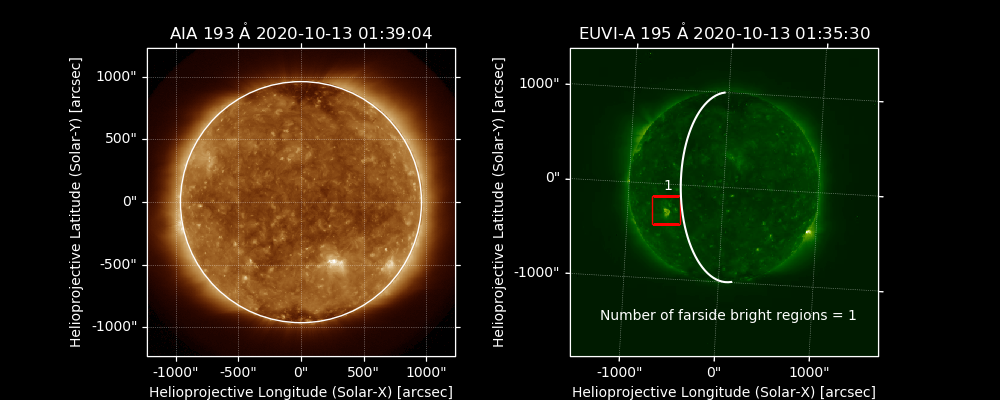 AIA 193 Å 2020-10-13 01:39:04
Helioprojective Latitude (Solar-Y) [arcsec]
1000"
500"
0"
-500"
-1000"
-1000" -500" 0" 500" 1000"
Helioprojective Longitude (Solar-X) [arcsec]
EUVI-A 195 Å 2020-10-13 01:35:30
Helioprojective Latitude (Solar-Y) [arcsec]
1000"
0"
-1000"
1
Number of farside bright regions = 1
-1000" 0" 1000"
Helioprojective Longitude (Solar-X) [arcsec]